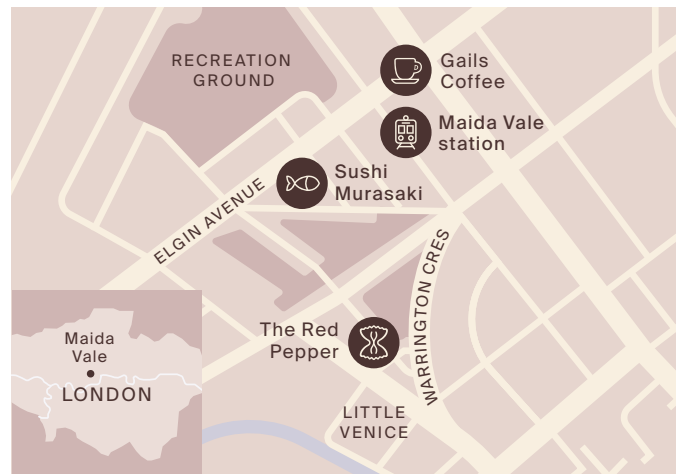 RECREATION
GROUND
Gails
Coffee
Maida Vale
station
Sushi
Murasaki
ELGIN AVENUE
WARRINGTON CRES
The Red
Pepper
Maida
Vale
LONDON
LITTLE
VENICE